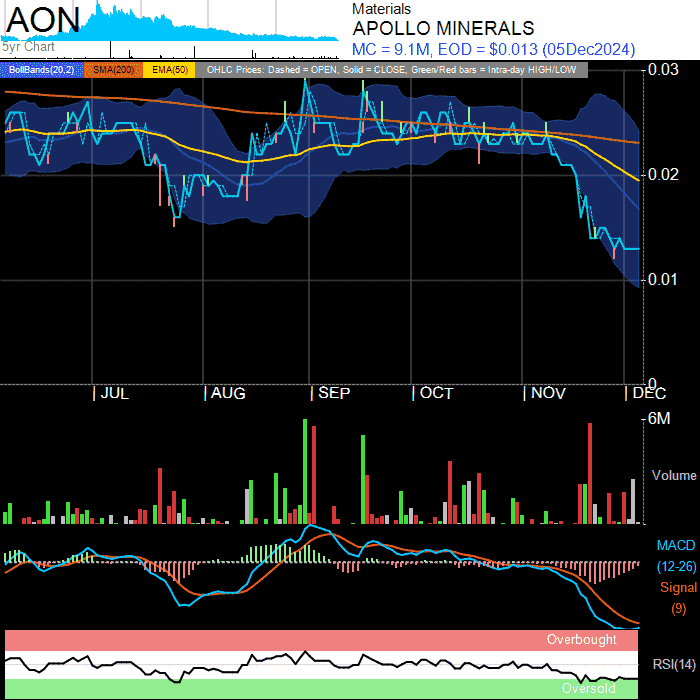 AON
5yr Chart
Materials
APOLLO MINERALS
MC = 9.1M, EOD = $0.013 (05Dec2024)
BollBands(20,2) SMA(200) EMA(50) OHLC Prices: Dashed = OPEN, Solid = CLOSE, Green/Red bars = Intra-day HIGH/LOW
0.03
0.02
0.01
0
| JUL | AUG | SEP | OCT | NOV | DEC
6M
Volume
MACD
(12-26)
Signal
(9)
Overbought
RSI(14)
Oversold